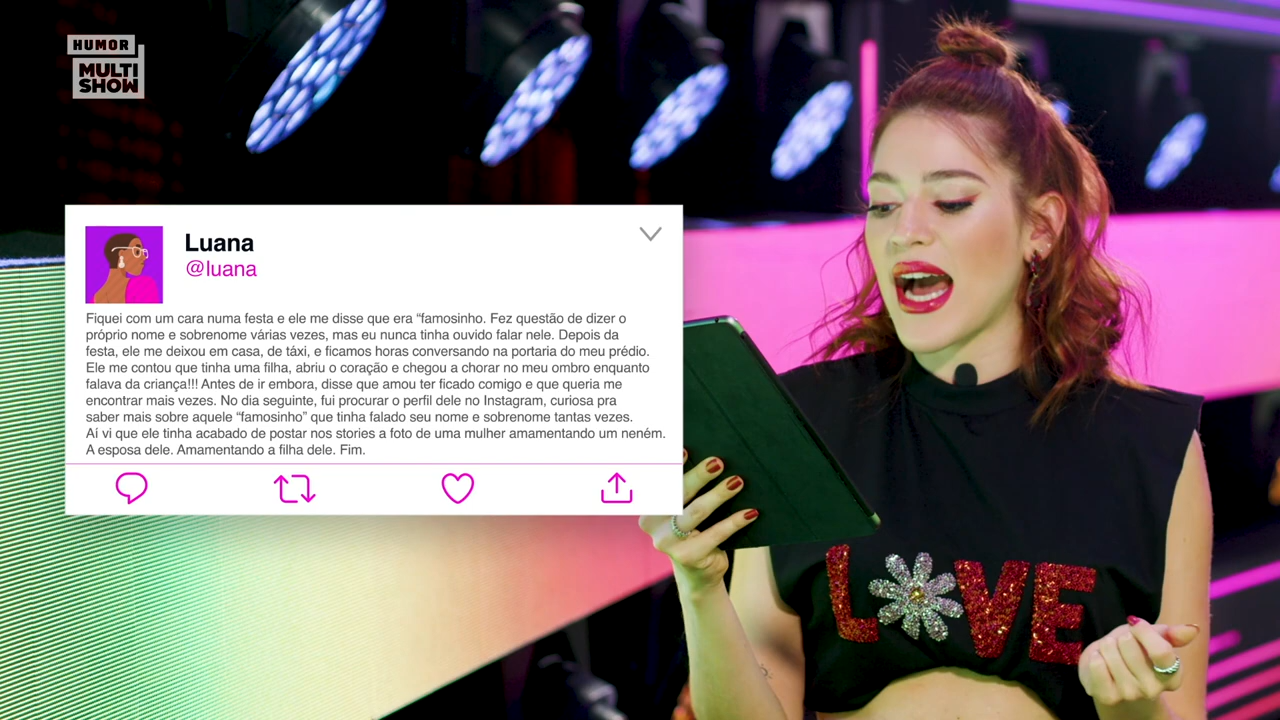 HUMOR
MULTI
SHOW
Luana
@luana
Fiquei com um cara numa festa e ele me disse que era “famosinho. Fez questão de dizer o
próprio nome e sobrenome várias vezes, mas eu nunca tinha ouvido falar nele. Depois da
festa, ele me deixou em casa, de táxi, e ficamos horas conversando na portaria do meu prédio.
Ele me contou que tinha uma filha, abriu o coração e chegou a chorar no meu ombro enquanto
falava da criança!!! Antes de ir embora, disse que amou ter ficado comigo e que queria me
encontrar mais vezes. No dia seguinte, fui procurar o perfil dele no Instagram, curiosa pra
saber mais sobre aquele “famosinho” que tinha falado seu nome e sobrenome tantas vezes.
Aí vi que ele tinha acabado de postar nos stories a foto de uma mulher amamentando um neném.
A esposa dele. Amamentando a filha dele. Fim.
LOVE